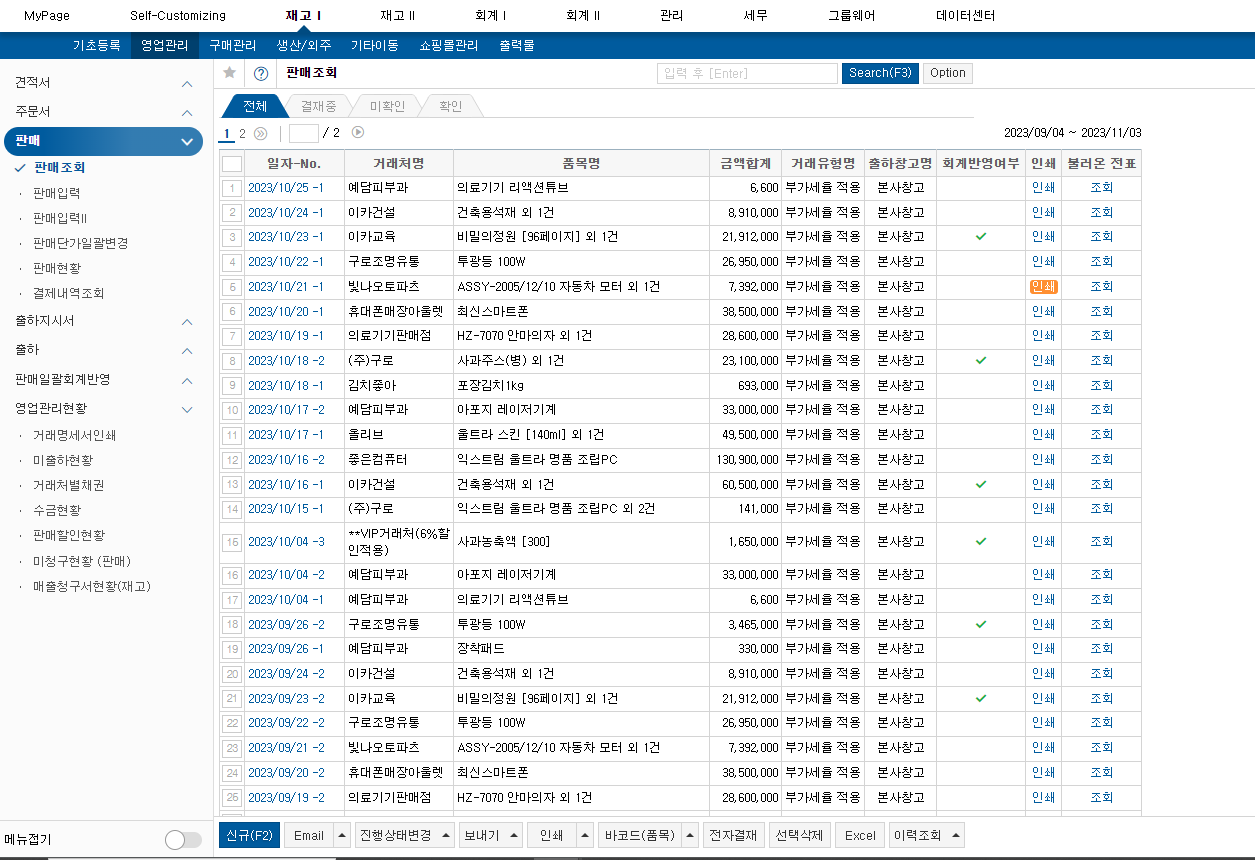 MyPage Self-Customizing 재고 I 재고 II 회계 I 회계 II 관리 세무 그룹웨어 데이터센터
기초등록 영업관리 구매관리 생산/외주 기타이동 쇼핑몰관리 출력물
견적서
주문서
판매
판매조회
판매입력
판매입력II
판매단가일괄변경
판매현황
결제내역조회
출하지시서
출하
판매일괄회계반영
영업관리현황
거래명세서인쇄
미출하현황
거래처별채권
수금현황
판매할인현황
미청구현황 (판매)
매출청구서현황(재고)
메뉴접기
판매조회 입력 후 [Enter] Search(F3) Option
전체 결재중 미확인 확인
1 2 / 2 2023/09/04 ~ 2023/11/03
일자-No. 거래처명 품목명 금액합계 거래유형명 출하창고명 회계반영여부 인쇄 불러온 전표
1 2023/10/25 -1 예담피부과 의료기기 리액션튜브 6,600 부가세율 적용 본사창고 인쇄 조회
2 2023/10/24 -1 이카건설 건축용석재 외 1건 8,910,000 부가세율 적용 본사창고 인쇄 조회
3 2023/10/23 -1 이카교육 비밀의정원 [96페이지] 외 1건 21,912,000 부가세율 적용 본사창고 ✓ 인쇄 조회
4 2023/10/22 -1 구로조명유통 투광등 100W 26,950,000 부가세율 적용 본사창고 인쇄 조회
5 2023/10/21 -1 빛나오토파츠 ASSY-2005/12/10 자동차 모터 외 1건 7,392,000 부가세율 적용 본사창고 인쇄 조회
6 2023/10/20 -1 휴대폰매장아울렛 최신스마트폰 38,500,000 부가세율 적용 본사창고 인쇄 조회
7 2023/10/19 -1 의료기기판매점 HZ-7070 안마의자 외 1건 28,600,000 부가세율 적용 본사창고 인쇄 조회
8 2023/10/18 -2 (주)구로 사과주스(병) 외 1건 23,100,000 부가세율 적용 본사창고 ✓ 인쇄 조회
9 2023/10/18 -1 김치좋아 포장김치1kg 693,000 부가세율 적용 본사창고 인쇄 조회
10 2023/10/17 -2 예담피부과 아포지 레이저기계 33,000,000 부가세율 적용 본사창고 인쇄 조회
11 2023/10/17 -1 올리브 울트라 스킨 [140ml] 외 1건 49,500,000 부가세율 적용 본사창고 인쇄 조회
12 2023/10/16 -2 좋은컴퓨터 익스트림 울트라 명품 조립PC 130,900,000 부가세율 적용 본사창고 인쇄 조회
13 2023/10/16 -1 이카건설 건축용석재 외 1건 60,500,000 부가세율 적용 본사창고 ✓ 인쇄 조회
14 2023/10/15 -1 (주)구로 익스트림 울트라 명품 조립PC 외 2건 141,000 부가세율 적용 본사창고 인쇄 조회
15 2023/10/04 -3 **VIP거래처(6%할인적용) 사과농축액 [300] 1,650,000 부가세율 적용 본사창고 ✓ 인쇄 조회
16 2023/10/04 -2 예담피부과 아포지 레이저기계 33,000,000 부가세율 적용 본사창고 인쇄 조회
17 2023/10/04 -1 예담피부과 의료기기 리액션튜브 6,600 부가세율 적용 본사창고 인쇄 조회
18 2023/09/26 -2 구로조명유통 투광등 100W 3,465,000 부가세율 적용 본사창고 ✓ 인쇄 조회
19 2023/09/26 -1 예담피부과 장착패드 330,000 부가세율 적용 본사창고 인쇄 조회
20 2023/09/24 -2 이카건설 건축용석재 외 1건 8,910,000 부가세율 적용 본사창고 인쇄 조회
21 2023/09/23 -2 이카교육 비밀의정원 [96페이지] 외 1건 21,912,000 부가세율 적용 본사창고 ✓ 인쇄 조회
22 2023/09/22 -2 구로조명유통 투광등 100W 26,950,000 부가세율 적용 본사창고 인쇄 조회
23 2023/09/21 -2 빛나오토파츠 ASSY-2005/12/10 자동차 모터 외 1건 7,392,000 부가세율 적용 본사창고 인쇄 조회
24 2023/09/20 -2 휴대폰매장아울렛 최신스마트폰 38,500,000 부가세율 적용 본사창고 인쇄 조회
25 2023/09/19 -2 의료기기판매점 HZ-7070 안마의자 외 1건 28,600,000 부가세율 적용 본사창고 인쇄 조회
신규(F2) Email 진행상태변경 보내기 인쇄 바코드(품목) 전자결재 선택삭제 Excel 이력조회